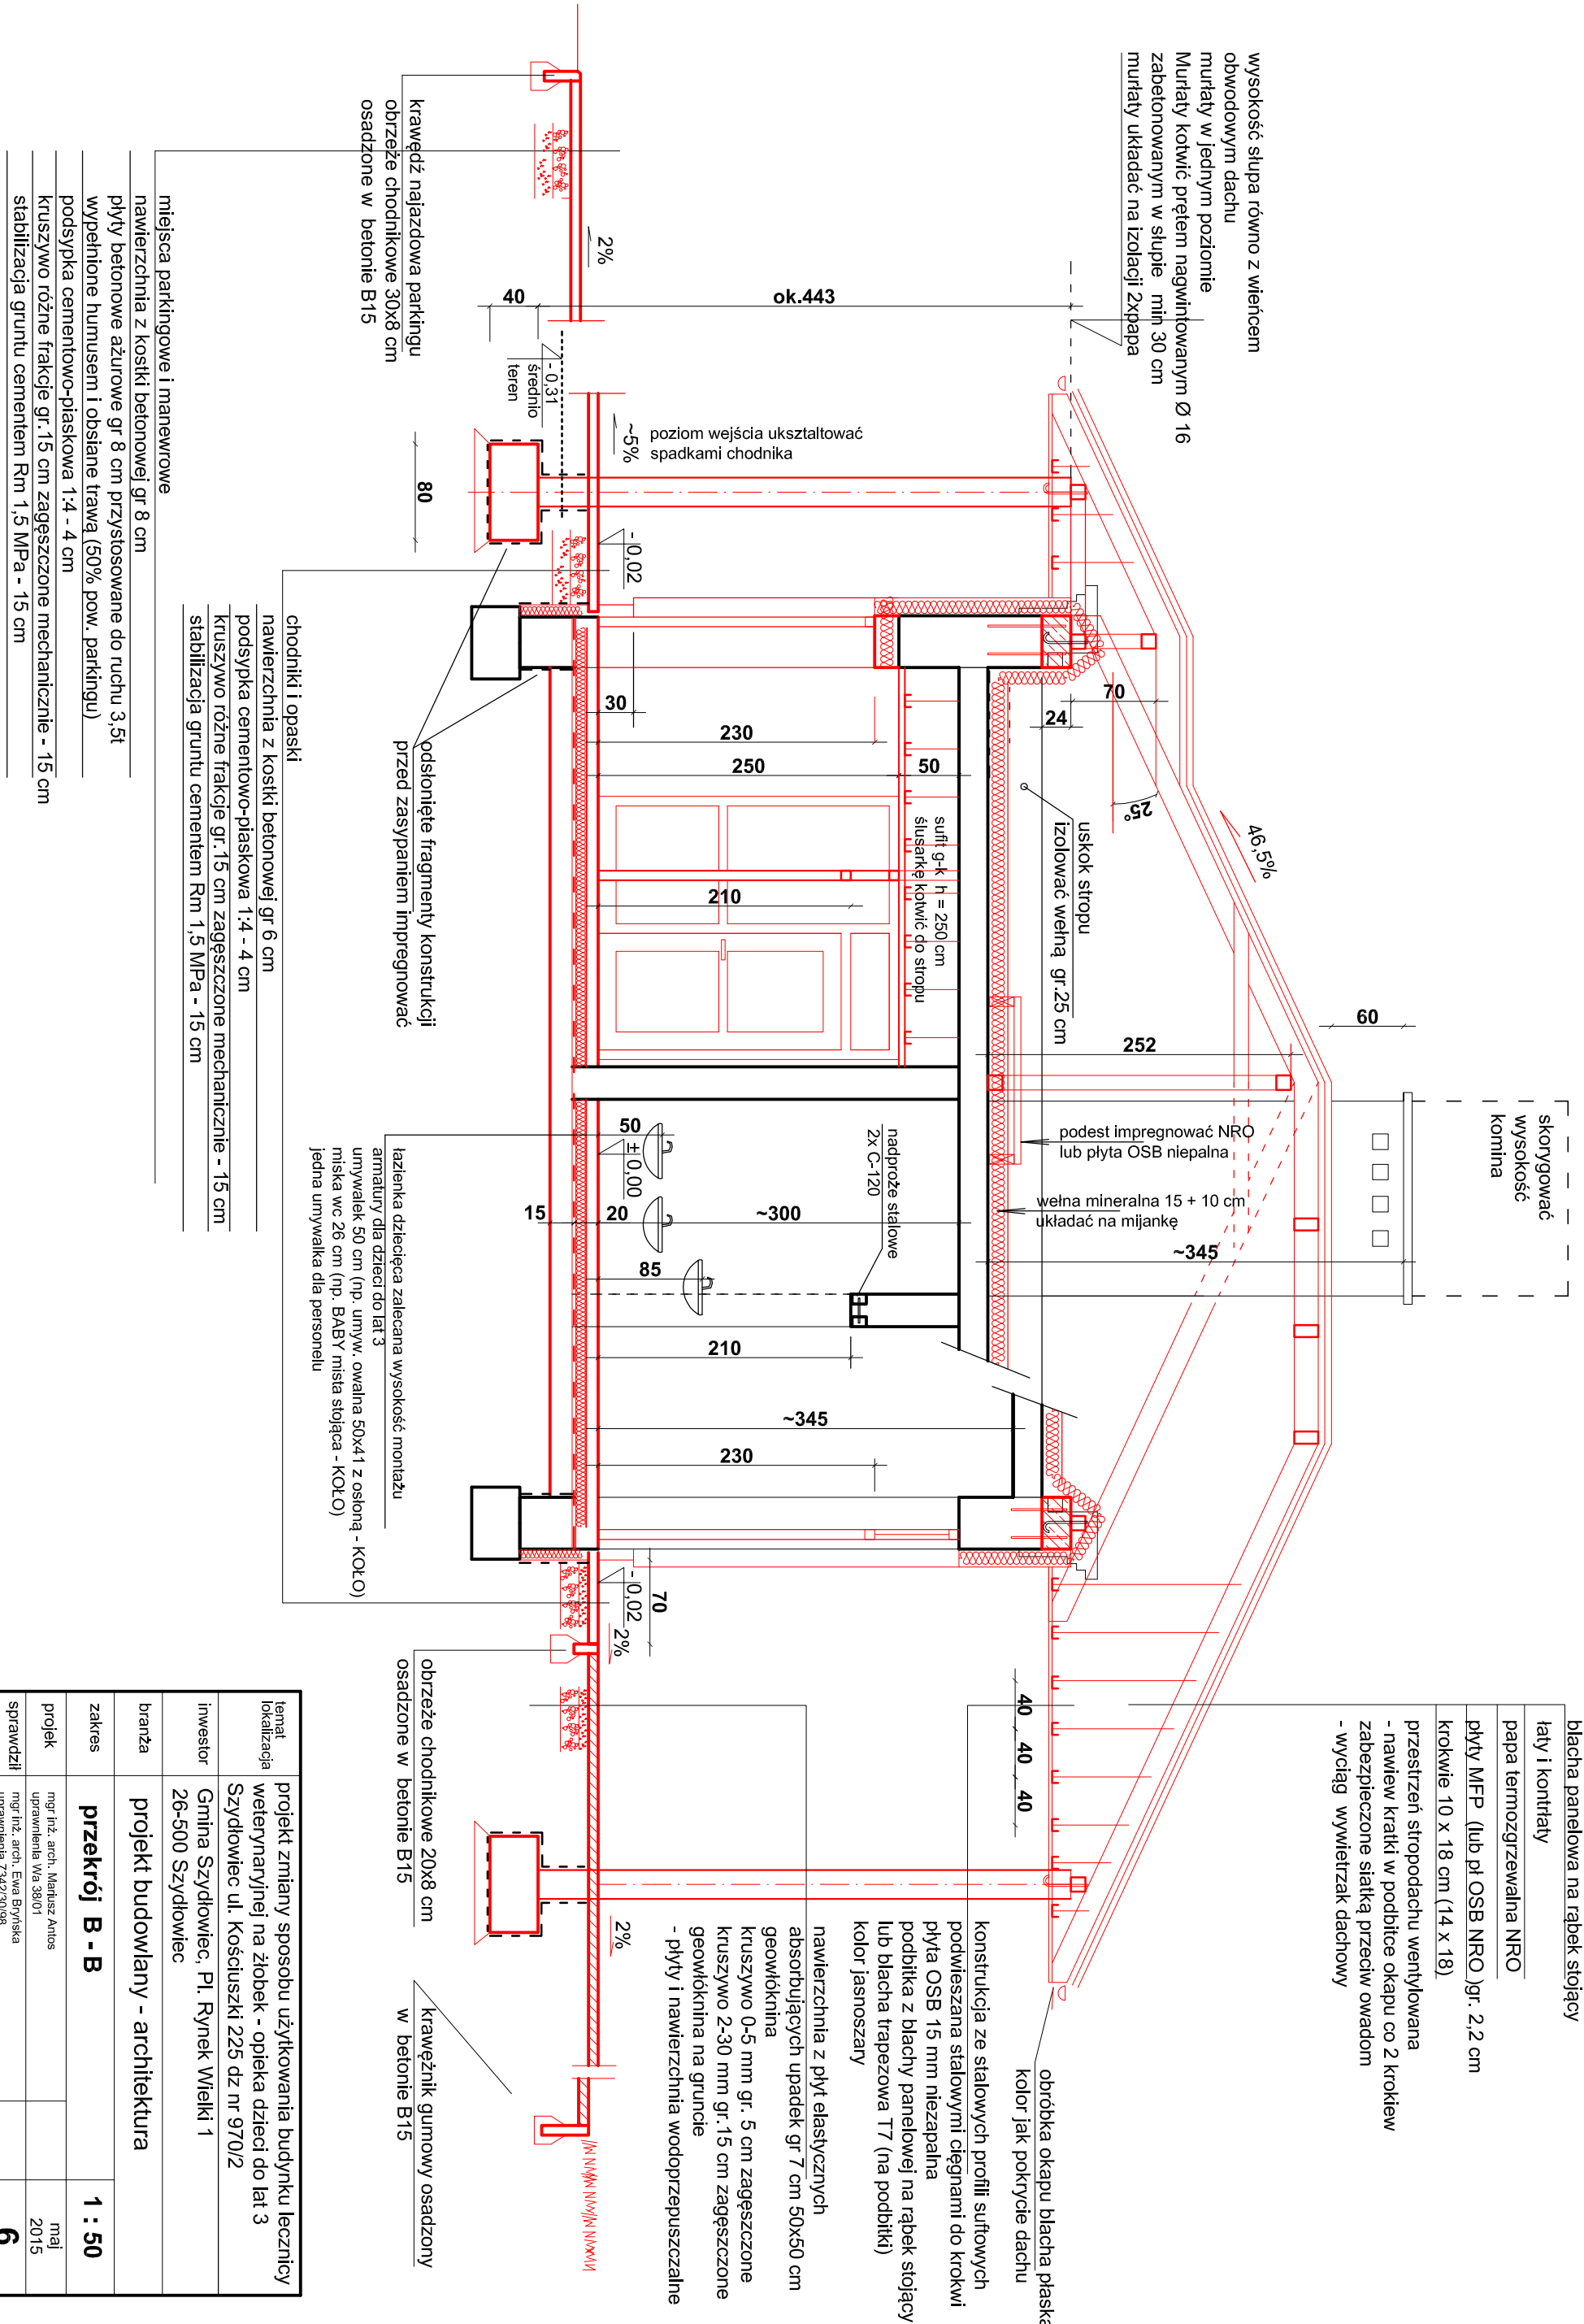 wysokość słupa równo z wieńcem
obwodowym dachu
murłaty w jednym poziomie
Murłaty kotwić prętem nagwintowanym Ø 16
zabetonowanym w słupie min 30 cm
murłaty układać na izolacji 2xpapa
skorygować
wysokość
komina
blacha panelowa na rąbek stojący
łaty i kontrłaty
papa termozgrzewalna NRO
płyty MFP (lub pł OSB NRO )gr. 2,2 cm
krokwie 10 x 18 cm (14 x 18)
przestrzeń stropodachu wentylowana
- nawiew kratki w podbitce okapu co 2 krokiew
zabezpieczone siatką przeciw owadom
- wyciąg wywietrzak dachowy
obróbka okapu blacha płaska
kolor jak pokrycie dachu
46,5%
25°
60
252
70
24
~345
uskok stropu
izolować wełną gr.25 cm
podest impregnować NRO
lub płyta OSB niepalna
wełna mineralna 15 + 10 cm
układać na mijankę
sufit g-k h = 250 cm
ślusarkę kotwić do stropu
nadproże stalowe
2x C-120
ok.443
40
2%
- 0,31
średnio
teren
~5%
poziom wejścia ukształtować
spadkami chodnika
80
- 0,02
30
230
250
50
210
50
±0,00
15
20
~300
85
210
~345
230
70
- 0,02
2%
40
40
40
2%
konstrukcja ze stalowych profili suftowych
podwieszana stalowymi cięgnami do krokwi
płyta OSB 15 mm niezapalna
podbitka z blachy panelowej na rąbek stojący
lub blacha trapezowa T7 (na podbitki)
kolor jasnoszary
nawierzchnia z płyt elastycznych
absorbujących upadek gr 7 cm 50x50 cm
geowłóknina
kruszywo 0-5 mm gr. 5 cm zagęszczone
kruszywo 2-30 mm gr.15 cm zagęszczone
geowłóknina na gruncie
- płyty i nawierzchnia wodoprzepuszczalne
krawędź najazdowa parkingu
obrzeże chodnikowe 30x8 cm
osadzone w betonie B15
odsłonięte fragmenty konstrukcji
przed zasypaniem impregnować
łazienka dziecięca zalecana wysokość montażu
armatury dla dzieci do lat 3
umywalek 50 cm (np. umyw. owalna 50x41 z osłoną - KOŁO)
miska wc 26 cm (np. BABY mista stojąca - KOŁO)
jedna umywalka dla personelu
obrzeże chodnikowe 20x8 cm
osadzone w betonie B15
krawężnik gumowy osadzony
w betonie B15
chodniki i opaski
nawierzchnia z kostki betonowej gr 6 cm
podsypka cementowo-piaskowa 1:4 - 4 cm
kruszywo różne frakcje gr.15 cm zagęszczone mechanicznie - 15 cm
stabilizacja gruntu cementem Rm 1,5 MPa - 15 cm
miejsca parkingowe i manewrowe
nawierzchnia z kostki betonowej gr 8 cm
płyty betonowe ażurowe gr 8 cm przystosowane do ruchu 3,5t
wypełnione humusem i obsiane trawą (50% pow. parkingu)
podsypka cementowo-piaskowa 1:4 - 4 cm
kruszywo różne frakcje gr.15 cm zagęszczone mechanicznie - 15 cm
stabilizacja gruntu cementem Rm 1,5 MPa - 15 cm
temat
lokalizacja
projekt zmiany sposobu użytkowania budynku lecznicy
weterynaryjnej na żłobek - opieka dzieci do lat 3
Szydłowiec ul. Kościuszki 225 dz nr 970/2
inwestor
Gmina Szydłowiec, Pl. Rynek Wielki 1
26-500 Szydłowiec
branża
projekt budowlany - architektura
zakres
przekrój B - B
1 : 50
projek
mgr inż. arch. Mariusz Antos
uprawnienia Wa 38/01
maj
2015
sprawdził
mgr inż. arch. Ewa Bryńska
uprawnienia 7342/30/98
6